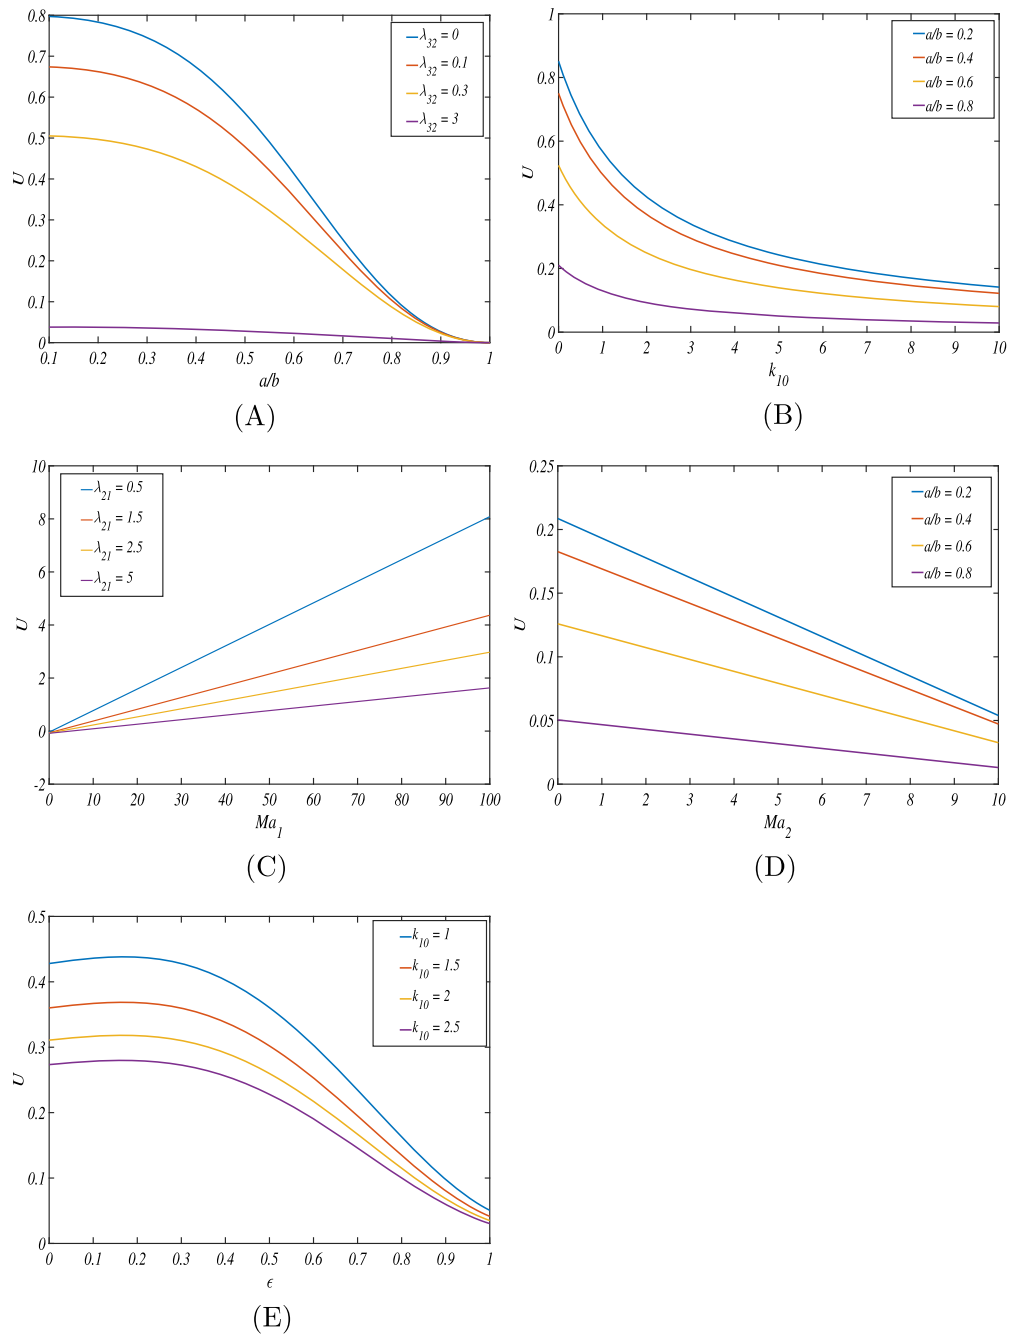 0.8
0.7
0.6
0.5
0.4
0.3
0.2
0.1
0
U
0.1 0.2 0.3 0.4 0.5 0.6 0.7 0.8 0.9 1
a/b
λ32 = 0
λ32 = 0.1
λ32 = 0.3
λ32 = 3
(A)
1
0.8
0.6
0.4
0.2
0
U
0 1 2 3 4 5 6 7 8 9 10
k10
a/b = 0.2
a/b = 0.4
a/b = 0.6
a/b = 0.8
(B)
10
8
6
4
2
0
-2
U
0 10 20 30 40 50 60 70 80 90 100
Ma1
λ21 = 0.5
λ21 = 1.5
λ21 = 2.5
λ21 = 5
(C)
0.25
0.2
0.15
0.1
0.05
0
U
0 1 2 3 4 5 6 7 8 9 10
Ma2
a/b = 0.2
a/b = 0.4
a/b = 0.6
a/b = 0.8
(D)
0.5
0.4
0.3
0.2
0.1
0
U
0 0.1 0.2 0.3 0.4 0.5 0.6 0.7 0.8 0.9 1
ϵ
k10 = 1
k10 = 1.5
k10 = 2
k10 = 2.5
(E)